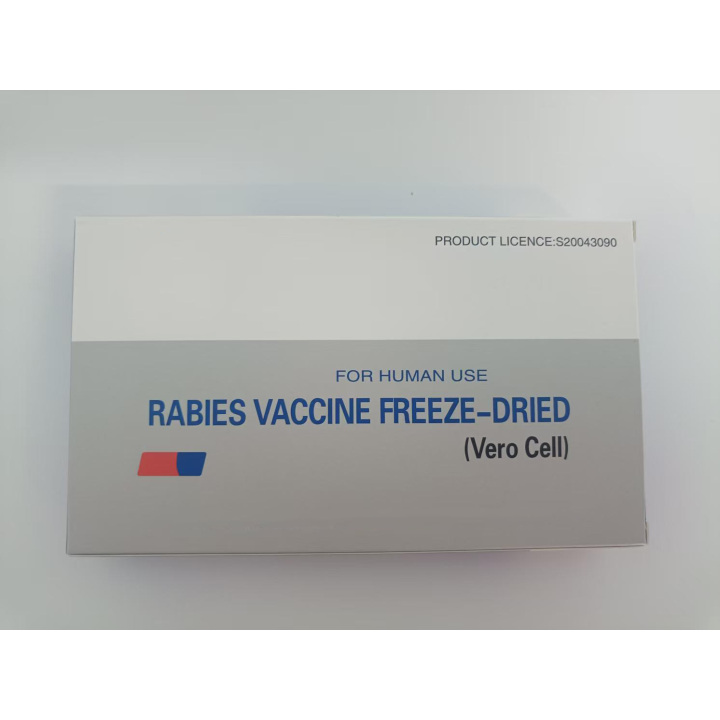 PRODUCT LICENCE:S20043090
FOR HUMAN USE
RABIES VACCINE FREEZE-DRIED
(Vero Cell)